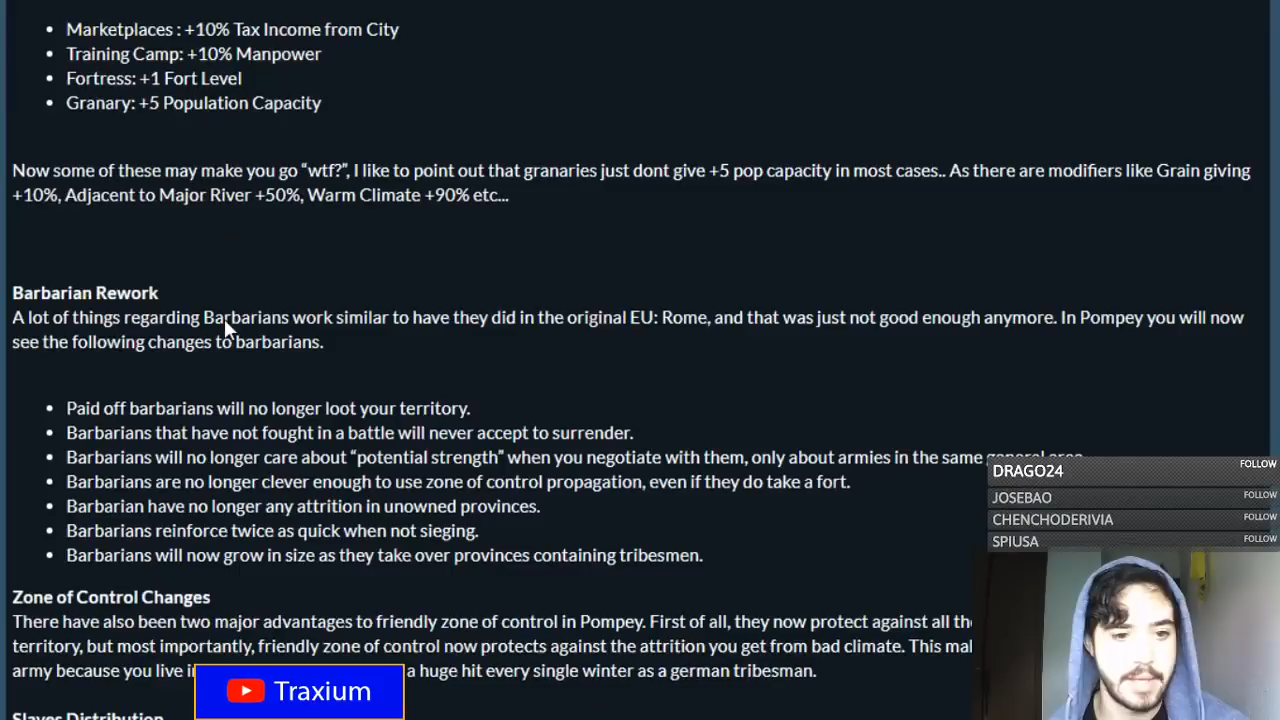 • Marketplaces : +10% Tax Income from City
• Training Camp: +10% Manpower
• Fortress: +1 Fort Level
• Granary: +5 Population Capacity
Now some of these may make you go “wtf?”, I like to point out that granaries just dont give +5 pop capacity in most cases.. As there are modifiers like Grain giving
+10%, Adjacent to Major River +50%, Warm Climate +90% etc...
Barbarian Rework
A lot of things regarding Barbarians work similar to have they did in the original EU: Rome, and that was just not good enough anymore. In Pompey you will now
see the following changes to barbarians.
• Paid off barbarians will no longer loot your territory.
• Barbarians that have not fought in a battle will never accept to surrender.
• Barbarians will no longer care about “potential strength” when you negotiate with them, only about armies in the same general area.
• Barbarians are no longer clever enough to use zone of control propagation, even if they do take a fort.
• Barbarian have no longer any attrition in unowned provinces.
• Barbarians reinforce twice as quick when not sieging.
• Barbarians will now grow in size as they take over provinces containing tribesmen.
DRAGO24 FOLLOW
JOSEBAO FOLLOW
CHENCHODERIVIA FOLLOW
SPIUSA FOLLOW
Zone of Control Changes
There have also been two major advantages to friendly zone of control in Pompey. First of all, they now protect against all the
territory, but most importantly, friendly zone of control now protects against the attrition you get from bad climate. This
army because you live a huge hit every single winter as a german tribesman.
Traxium
Slaves Distribution